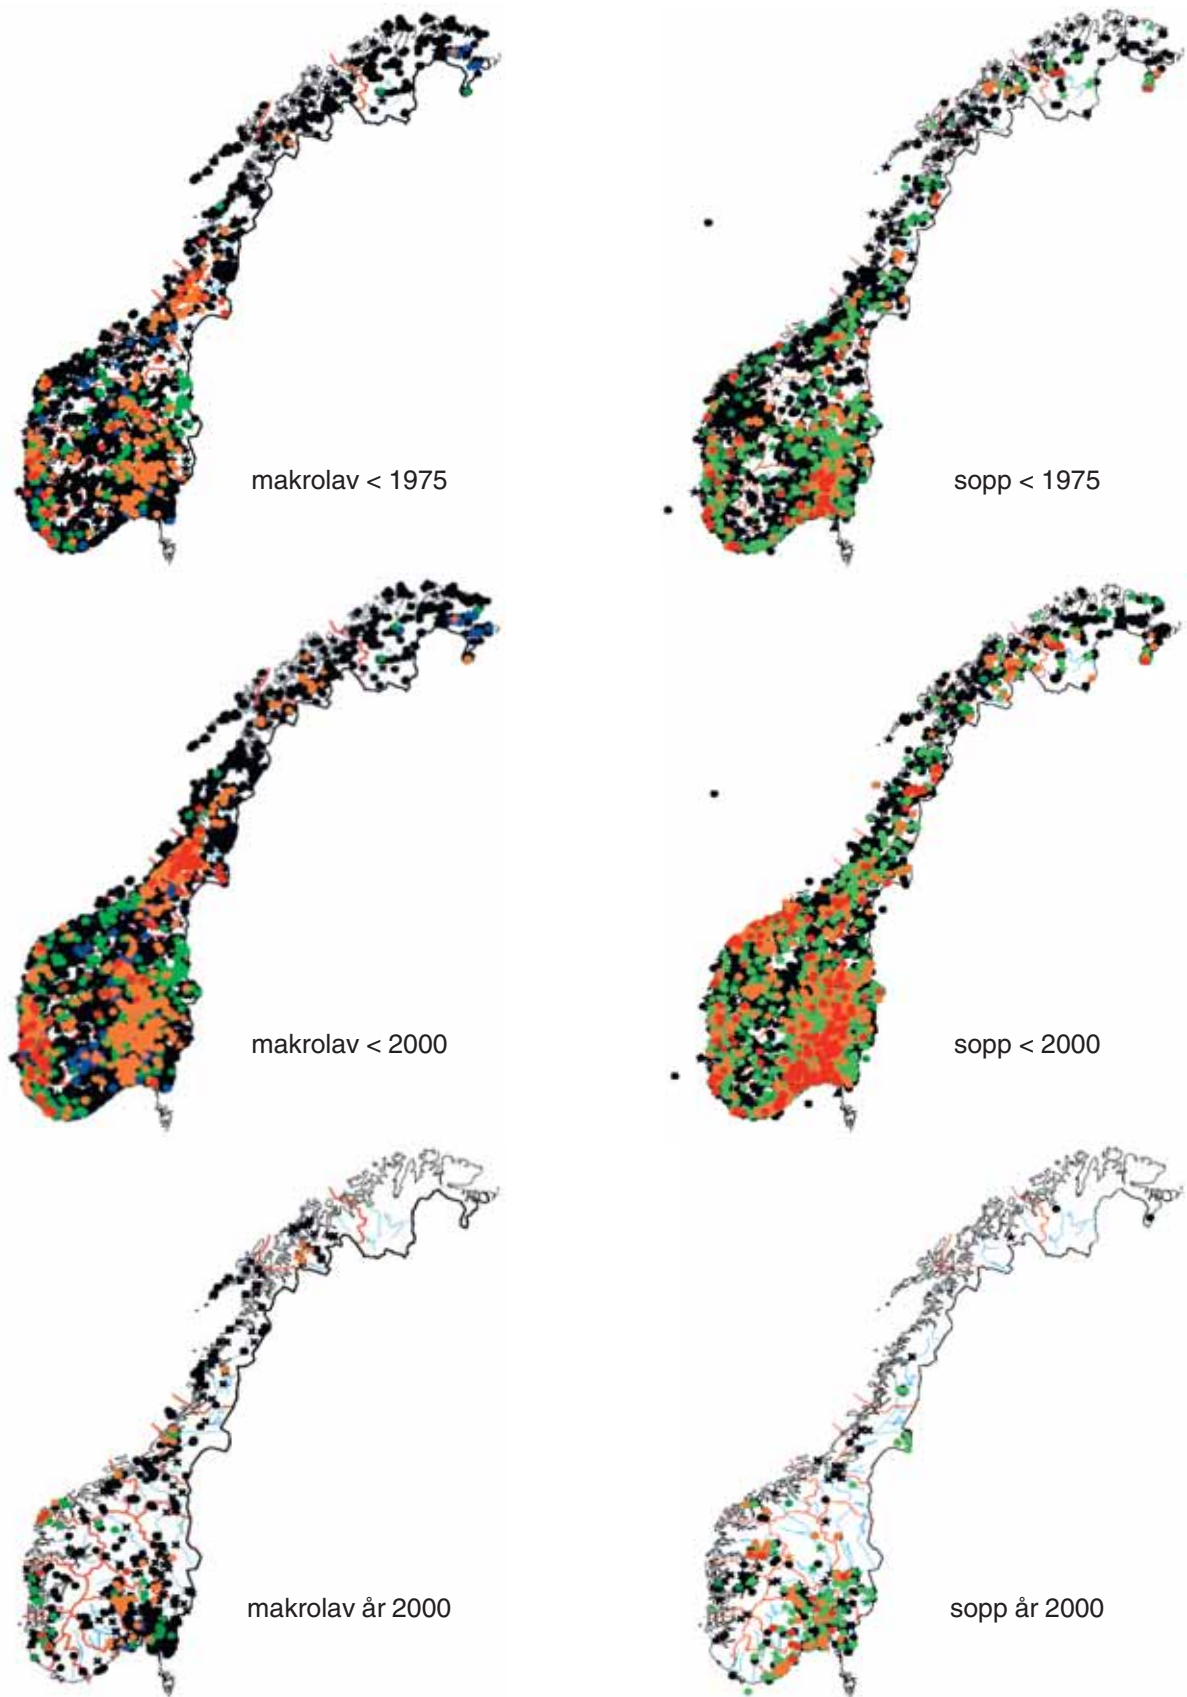 makrolav < 1975
sopp < 1975
makrolav < 2000
sopp < 2000
makrolav år 2000
sopp år 2000